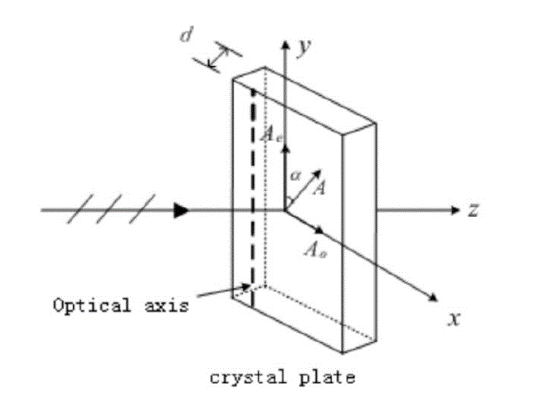 d
y
Ae
α
A
z
Ao
Optical axis
x
crystal plate